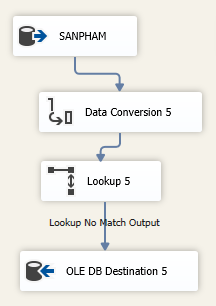 SANPHAM
Data Conversion 5
Lookup 5
Lookup No Match Output
OLE DB Destination 5